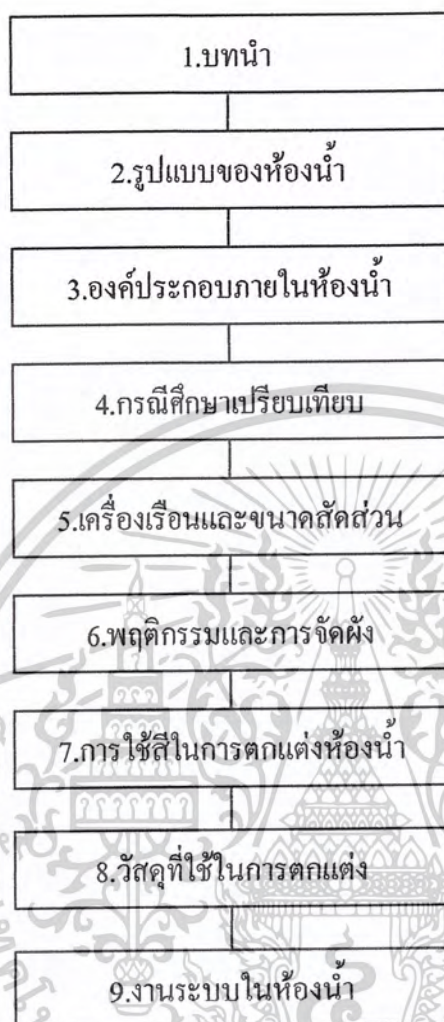 1.บทนำ
2.รูปแบบของห้องน้ำ
3.องค์ประกอบภายในห้องน้ำ
4.กรณีศึกษาเปรียบเทียบ
5.เครื่องเรือนและขนาดสัดส่วน
6.พฤติกรรมและการจัดผัง
7.การใช้สีในการตกแต่งห้องน้ำ
8.วัสดุที่ใช้ในการตกแต่ง
9.งานระบบในห้องน้ำ